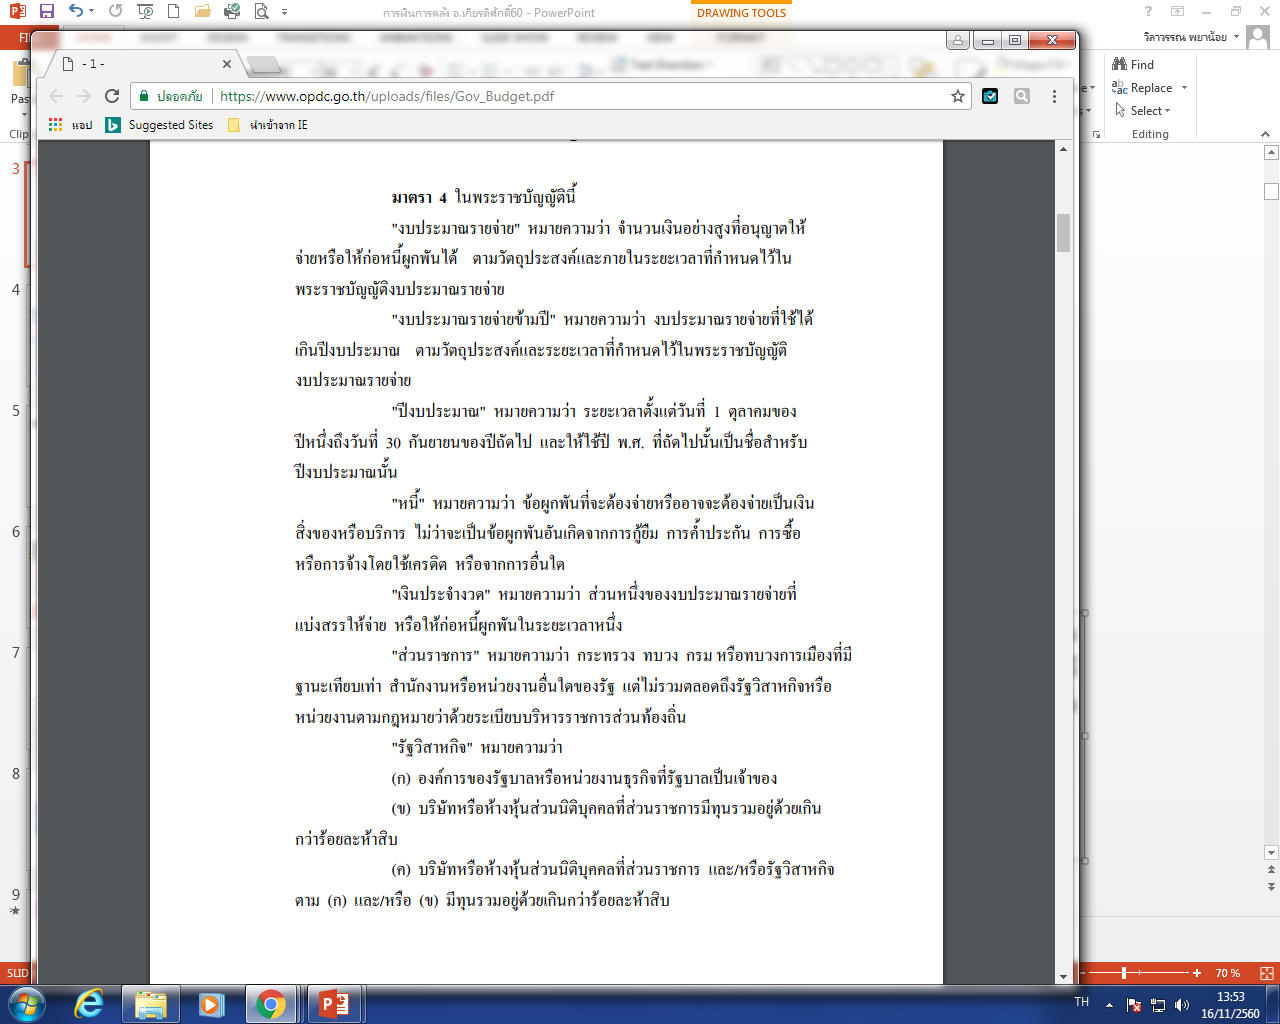 การเงินการคลัง อ.เกียรติศักดิ์60 - PowerPoint
DRAWING TOOLS
วิลาวรรณ พยาน้อย
- 1 -
ปลอดภัย https://www.opdc.go.th/uploads/files/Gov_Budget.pdf
แอป Suggested Sites นำเข้าจาก IE
Find
Replace
Select
Editing
มาตรา 4 ในพระราชบัญญัตินี้
"งบประมาณรายจ่าย" หมายความว่า จำนวนเงินอย่างสูงที่อนุญาตให้
จ่ายหรือให้ก่อหนี้ผูกพันได้ ตามวัตถุประสงค์และภายในระยะเวลาที่กำหนดไว้ใน
พระราชบัญญัติงบประมาณรายจ่าย
"งบประมาณรายจ่ายข้ามปี" หมายความว่า งบประมาณรายจ่ายที่ใช้ได้
เกินปีงบประมาณ ตามวัตถุประสงค์และระยะเวลาที่กำหนดไว้ในพระราชบัญญัติ
งบประมาณรายจ่าย
"ปีงบประมาณ" หมายความว่า ระยะเวลาตั้งแต่วันที่ 1 ตุลาคมของ
ปีหนึ่งถึงวันที่ 30 กันยายนของปีถัดไป และให้ใช้ปี พ.ศ. ที่ถัดไปนั้นเป็นชื่อสำหรับ
ปีงบประมาณนั้น
"หนี้" หมายความว่า ข้อผูกพันที่จะต้องจ่ายหรืออาจจะต้องจ่ายเป็นเงิน
สิ่งของหรือบริการ ไม่ว่าจะเป็นข้อผูกพันอันเกิดจากการกู้ยืม การค้ำประกัน การซื้อ
หรือการจ้างโดยใช้เครดิต หรือจากการอื่นใด
"เงินประจำงวด" หมายความว่า ส่วนหนึ่งของงบประมาณรายจ่ายที่
แบ่งสรรให้จ่าย หรือให้ก่อหนี้ผูกพันในระยะเวลาหนึ่ง
"ส่วนราชการ" หมายความว่า กระทรวง ทบวง กรม หรือทบวงการเมืองที่มี
ฐานะเทียบเท่า สำนักงานหรือหน่วยงานอื่นใดของรัฐ แต่ไม่รวมตลอดถึงรัฐวิสาหกิจหรือ
หน่วยงานตามกฎหมายว่าด้วยระเบียบบริหารราชการส่วนท้องถิ่น
"รัฐวิสาหกิจ" หมายความว่า
(ก) องค์การของรัฐบาลหรือหน่วยงานธุรกิจที่รัฐบาลเป็นเจ้าของ
(ข) บริษัทหรือห้างหุ้นส่วนนิติบุคคลที่ส่วนราชการมีทุนรวมอยู่ด้วยเกิน
กว่าร้อยละห้าสิบ
(ค) บริษัทหรือห้างหุ้นส่วนนิติบุคคลที่ส่วนราชการ และ/หรือรัฐวิสาหกิจ
ตาม (ก) และ/หรือ (ข) มีทุนรวมอยู่ด้วยเกินกว่าร้อยละห้าสิบ
3
4
5
6
7
8
9
70 %
TH
13:53
16/11/2560